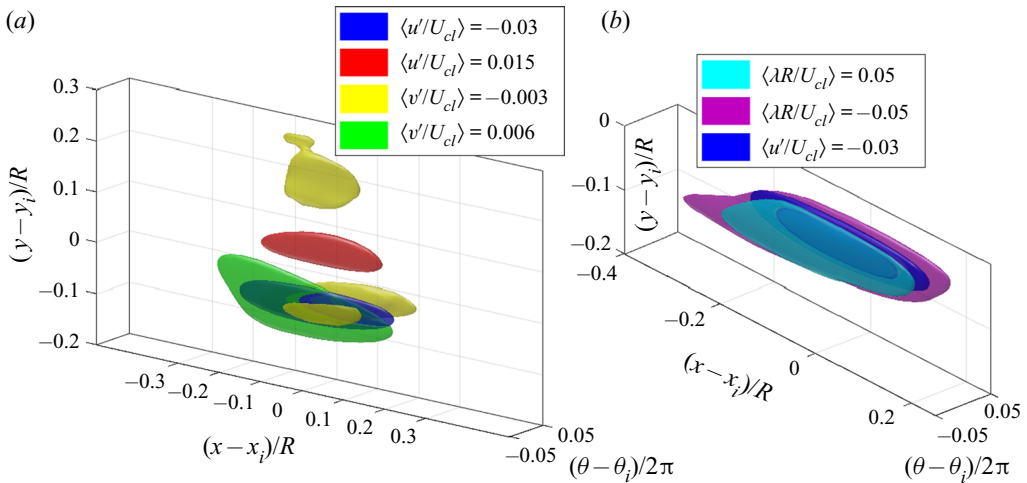 (a)
⟨u′/U_cl⟩ = −0.03
⟨u′/U_cl⟩ = 0.015
⟨v′/U_cl⟩ = −0.003
⟨v′/U_cl⟩ = 0.006
0.3
0.2
0.1
0
−0.1
−0.2
(y − y_i)/R
−0.3
−0.2
−0.1
0
0.1
0.2
0.3
(x − x_i)/R
−0.05
0.05
(θ − θ_i)/2π
(b)
⟨λR/U_cl⟩ = 0.05
⟨λR/U_cl⟩ = −0.05
⟨u′/U_cl⟩ = −0.03
0
−0.1
−0.2
(y − y_i)/R
−0.4
−0.2
0
0.2
(x − x_i)/R
−0.05
0.05
(θ − θ_i)/2π